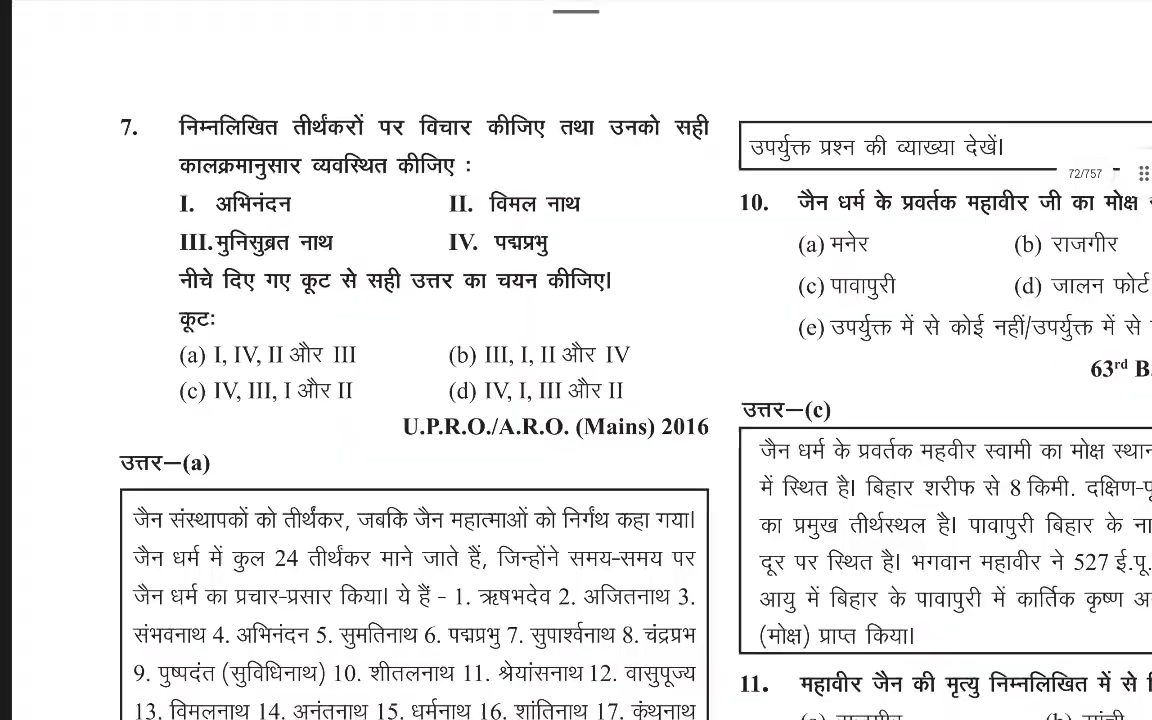 7. निम्नलिखित तीर्थंकरों पर विचार कीजिए तथा उनको सही
कालक्रमानुसार व्यवस्थित कीजिए :
I. अभिनंदन II. विमल नाथ
III. मुनिसुब्रत नाथ IV. पद्मप्रभु
नीचे दिए गए कूट से सही उत्तर का चयन कीजिए।
कूटः
(a) I, IV, II और III (b) III, I, II और IV
(c) IV, III, I और II (d) IV, I, III और II
U.P.R.O./A.R.O. (Mains) 2016
उत्तर–(a)
जैन संस्थापकों को तीर्थंकर, जबकि जैन महात्माओं को निर्गंथ कहा गया।
जैन धर्म में कुल 24 तीर्थंकर माने जाते हैं, जिन्होंने समय-समय पर
जैन धर्म का प्रचार-प्रसार किया। ये हैं - 1. ऋषभदेव 2. अजितनाथ 3.
संभवनाथ 4. अभिनंदन 5. सुमतिनाथ 6. पद्मप्रभु 7. सुपार्श्वनाथ 8. चंद्रप्रभ
9. पुष्पदंत (सुविधिनाथ) 10. शीतलनाथ 11. श्रेयांसनाथ 12. वासुपूज्य
13. विमलनाथ 14. अनंतनाथ 15. धर्मनाथ 16. शांतिनाथ 17. कुंथनाथ
उपर्युक्त प्रश्न की व्याख्या देखें।
72/757
10. जैन धर्म के प्रवर्तक महावीर जी का मोक्ष
(a) मनेर (b) राजगीर
(c) पावापुरी (d) जालन फोर्ट
(e) उपर्युक्त में से कोई नहीं/उपर्युक्त में से
63rd B
उत्तर–(c)
जैन धर्म के प्रवर्तक महवीर स्वामी का मोक्ष स्थान
में स्थित है। बिहार शरीफ से 8 किमी. दक्षिण-
का प्रमुख तीर्थस्थल है। पावापुरी बिहार के ना
दूर पर स्थित है। भगवान महावीर ने 527 ई.पू.
आयु में बिहार के पावापुरी में कार्तिक कृष्ण अ
(मोक्ष) प्राप्त किया।
11. महावीर जैन की मृत्यु निम्नलिखित में से